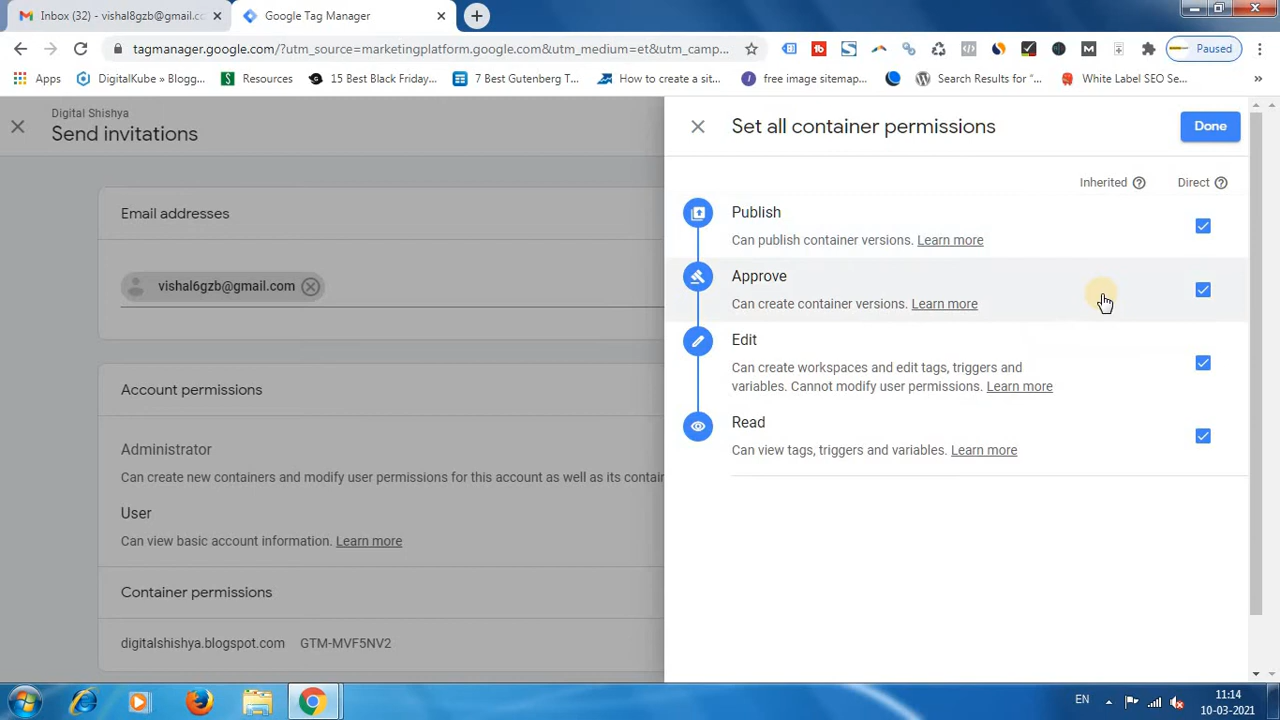 Inbox (32) - vishal8gzb@gmail.co
Google Tag Manager
tagmanager.google.com/?utm_source=marketingplatform.google.com&utm_medium=et&utm_camp...
Paused
Apps
DigitalKube » Blogg...
Resources
15 Best Black Friday...
7 Best Gutenberg T...
How to create a sit...
free image sitemap...
Search Results for "...
White Label SEO Se...
»
Digital Shishya
Send invitations
Set all container permissions
Done
Inherited
Direct
Email addresses
vishal6gzb@gmail.com
Publish
Can publish container versions. Learn more
Approve
Can create container versions. Learn more
Edit
Can create workspaces and edit tags, triggers and
variables. Cannot modify user permissions. Learn more
Read
Can view tags, triggers and variables. Learn more
Account permissions
Administrator
Can create new containers and modify user permissions for this account as well as its contai
User
Can view basic account information. Learn more
Container permissions
digitalshishya.blogspot.com GTM-MVF5NV2
EN
11:14
10-03-2021